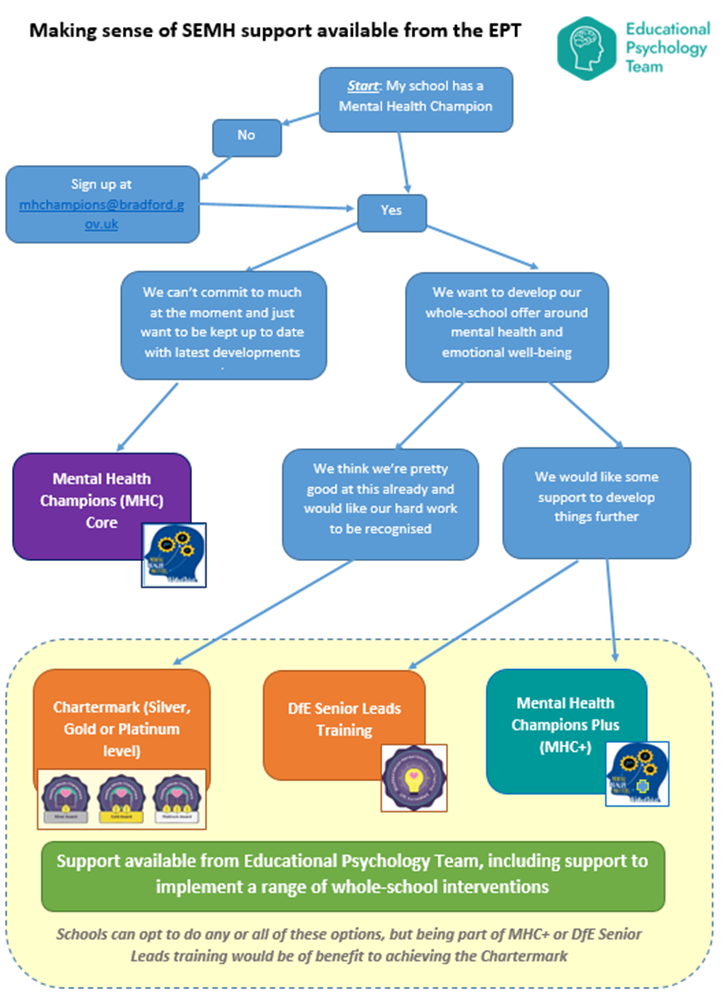 Making sense of SEMH support available from the EPT
Educational
Psychology
Team
Start: My school has a
Mental Health Champion
No
Sign up at
mhchampions@bradford.g
ov.uk
Yes
We can't commit to much
at the moment and just
want to be kept up to date
with latest developments
.
We want to develop our
whole-school offer around
mental health and
emotional well-being
Mental Health
Champions (MHC)
Core
We think we're pretty
good at this already and
would like our hard work
to be recognised
We would like some
support to develop
things further
Chartermark (Silver,
Gold or Platinum
level)
Silver Award
Gold Award
Platinum Award
DfE Senior Leads
Training
Mental Health
Champions Plus
(MHC+)
Support available from Educational Psychology Team, including support to
implement a range of whole-school interventions
Schools can opt to do any or all of these options, but being part of MHC+ or DfE Senior
Leads training would be of benefit to achieving the Chartermark